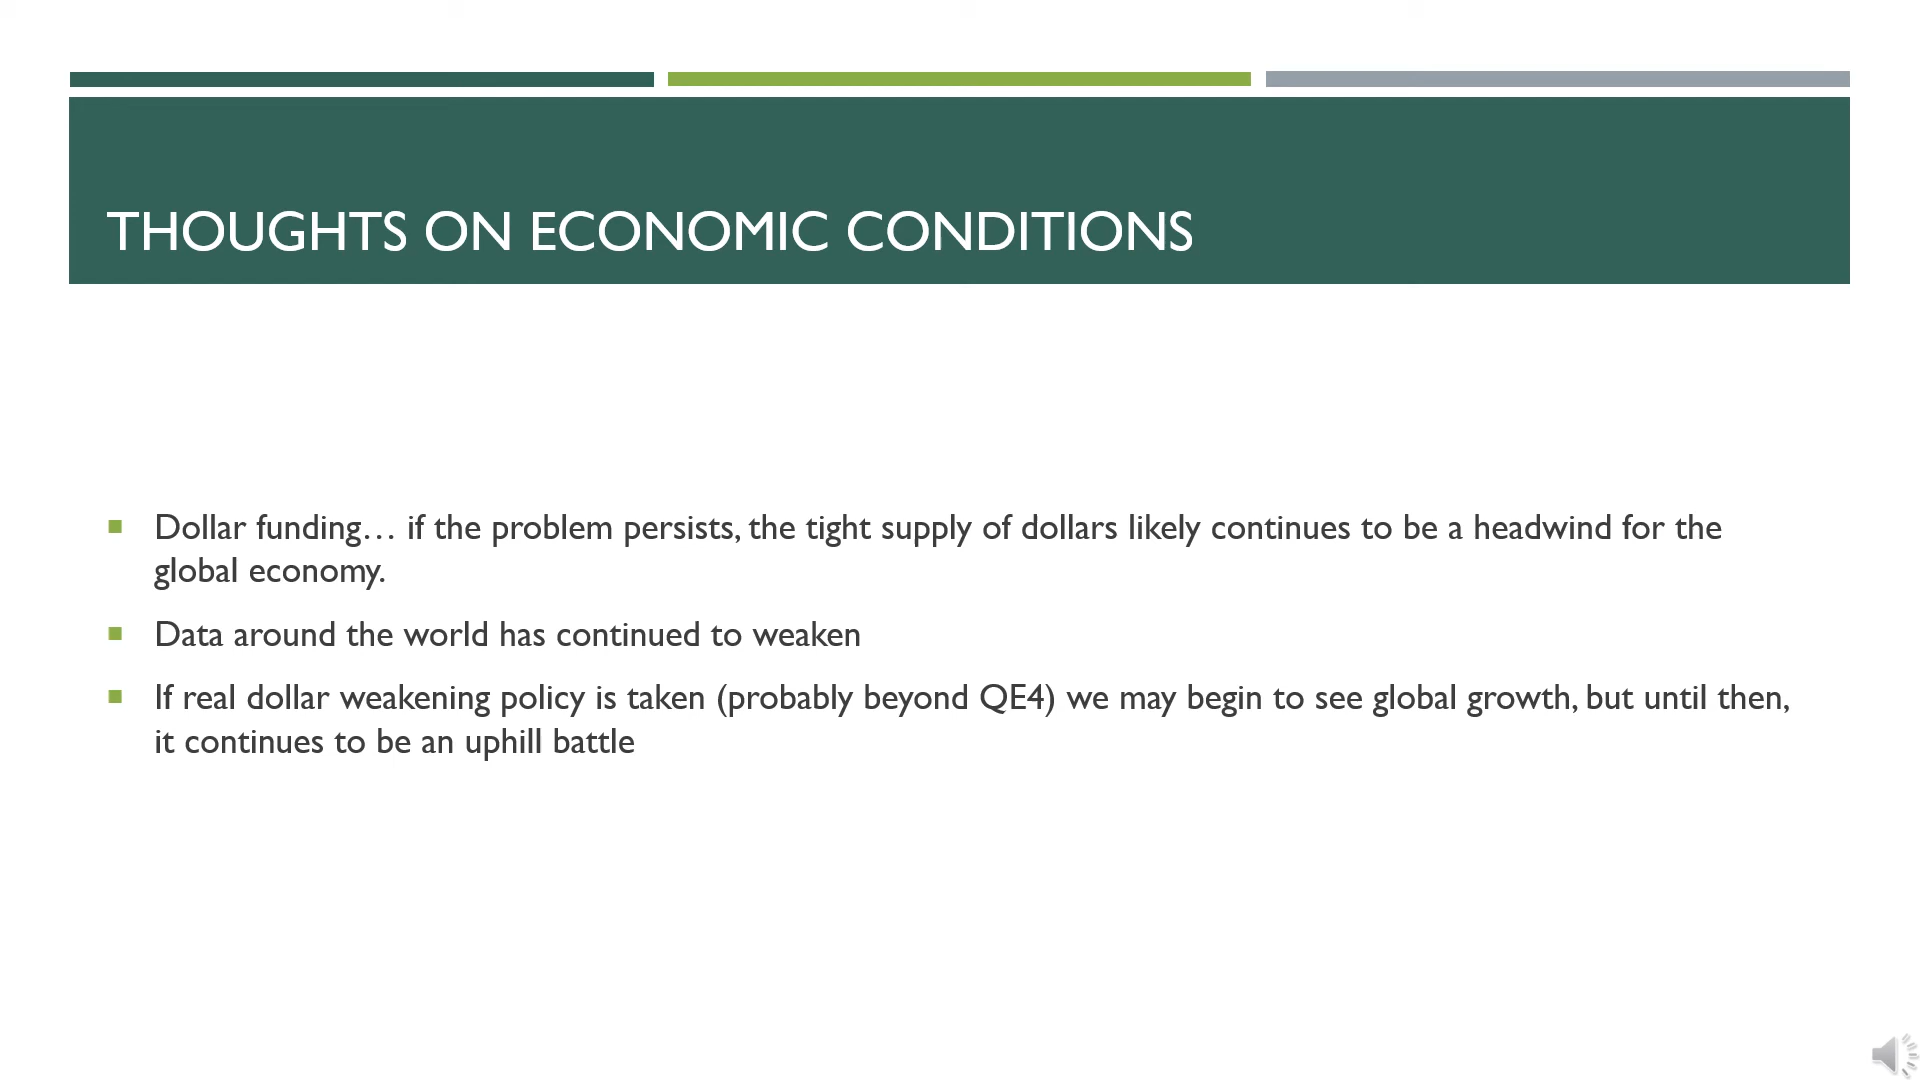 THOUGHTS ON ECONOMIC CONDITIONS
Dollar funding… if the problem persists, the tight supply of dollars likely continues to be a headwind for the
global economy.
Data around the world has continued to weaken
If real dollar weakening policy is taken (probably beyond QE4) we may begin to see global growth, but until then,
it continues to be an uphill battle